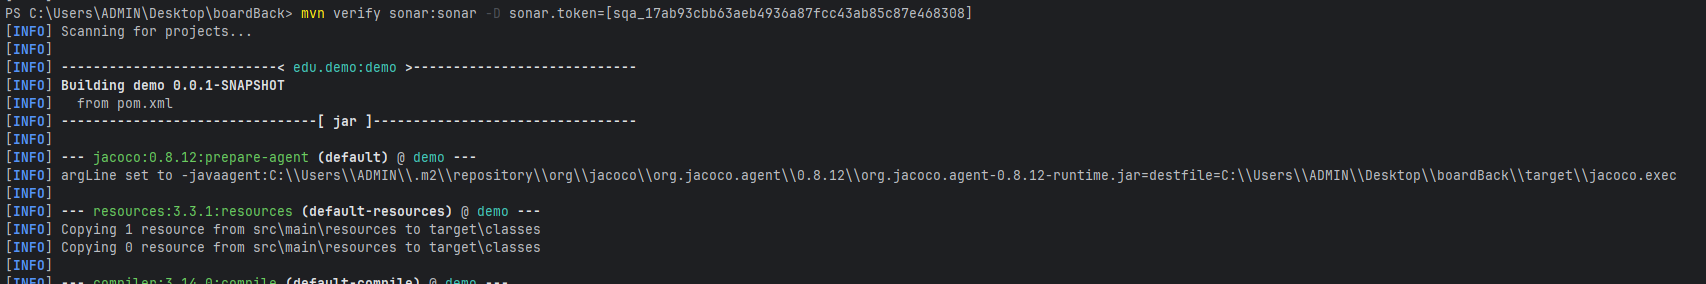 PS C:\Users\ADMIN\Desktop\boardBack> mvn verify sonar:sonar -D sonar.token=[sqa_17ab93cbb63aeb4936a87fcc43ab85c87e468308]
[INFO] Scanning for projects...
[INFO]
[INFO] ---------------------------< edu.demo:demo >----------------------------
[INFO] Building demo 0.0.1-SNAPSHOT
[INFO]   from pom.xml
[INFO] --------------------------------[ jar ]---------------------------------
[INFO]
[INFO] --- jacoco:0.8.12:prepare-agent (default) @ demo ---
[INFO] argLine set to -javaagent:C:\\Users\\ADMIN\\.m2\\repository\\org\\jacoco\\org.jacoco.agent\\0.8.12\\org.jacoco.agent-0.8.12-runtime.jar=destfile=C:\\Users\\ADMIN\\Desktop\\boardBack\\target\\jacoco.exec
[INFO]
[INFO] --- resources:3.3.1:resources (default-resources) @ demo ---
[INFO] Copying 1 resource from src\main\resources to target\classes
[INFO] Copying 0 resource from src\main\resources to target\classes
[INFO]
[INFO] --- compiler:3.14.0:compile (default-compile) @ demo ---